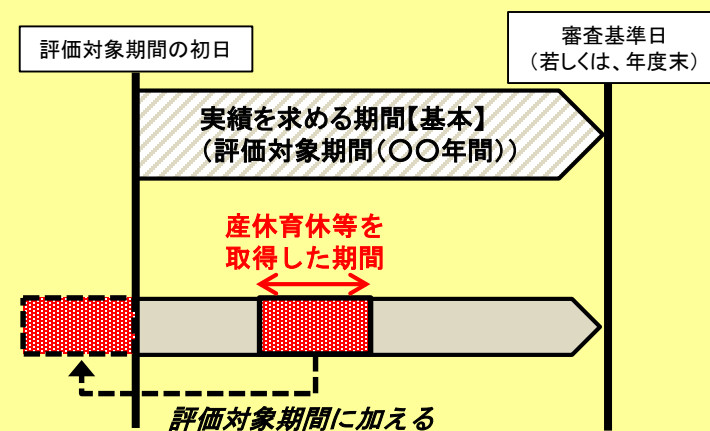 評価対象期間の初日
審査基準日
(若しくは、年度末)
実績を求める期間【基本】
(評価対象期間(〇〇年間))
産休育休等を
取得した期間
評価対象期間に加える